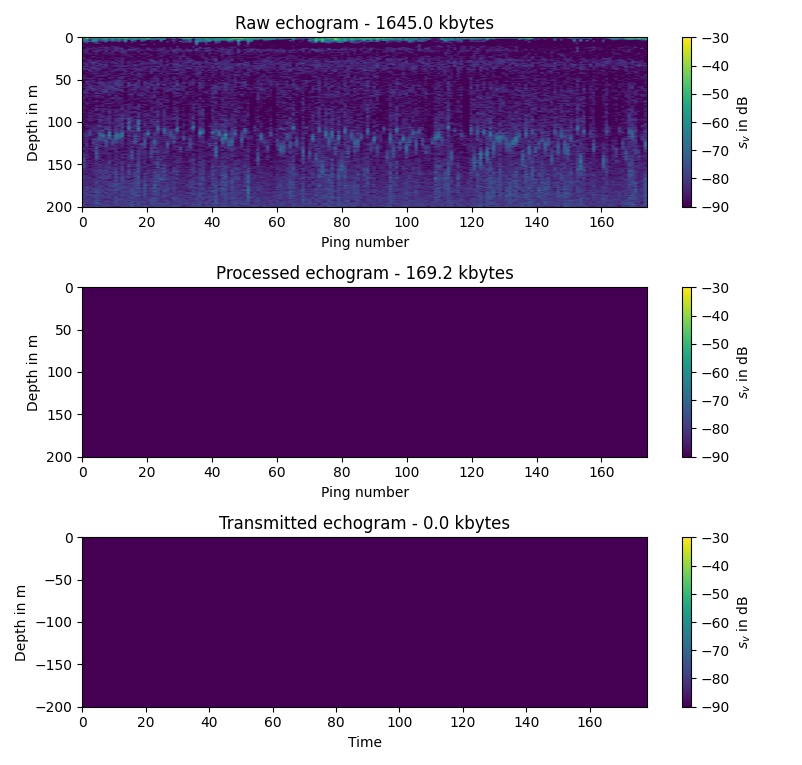 Raw echogram - 1645.0 kbytes
0
50
100
150
200
Depth in m
0 20 40 60 80 100 120 140 160
Ping number
−30
−40
−50
−60
−70
−80
−90
sv in dB
Processed echogram - 169.2 kbytes
0
50
100
150
200
Depth in m
0 20 40 60 80 100 120 140 160
Ping number
−30
−40
−50
−60
−70
−80
−90
sv in dB
Transmitted echogram - 0.0 kbytes
0
−50
−100
−150
−200
Depth in m
0 20 40 60 80 100 120 140 160
Time
−30
−40
−50
−60
−70
−80
−90
sv in dB